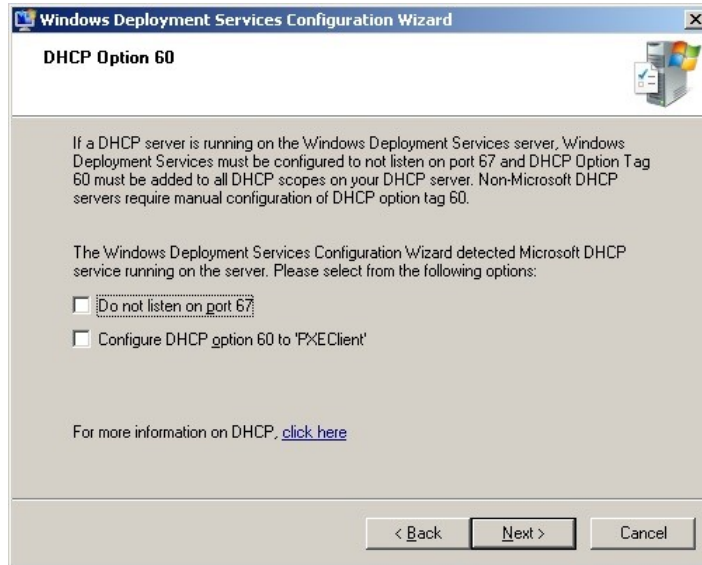 Windows Deployment Services Configuration Wizard
DHCP Option 60
If a DHCP server is running on the Windows Deployment Services server, Windows
Deployment Services must be configured to not listen on port 67 and DHCP Option Tag
60 must be added to all DHCP scopes on your DHCP server. Non-Microsoft DHCP
servers require manual configuration of DHCP option tag 60.
The Windows Deployment Services Configuration Wizard detected Microsoft DHCP
service running on the server. Please select from the following options:
Do not listen on port 67
Configure DHCP option 60 to 'PXEClient'
For more information on DHCP, click here
< Back Next > Cancel